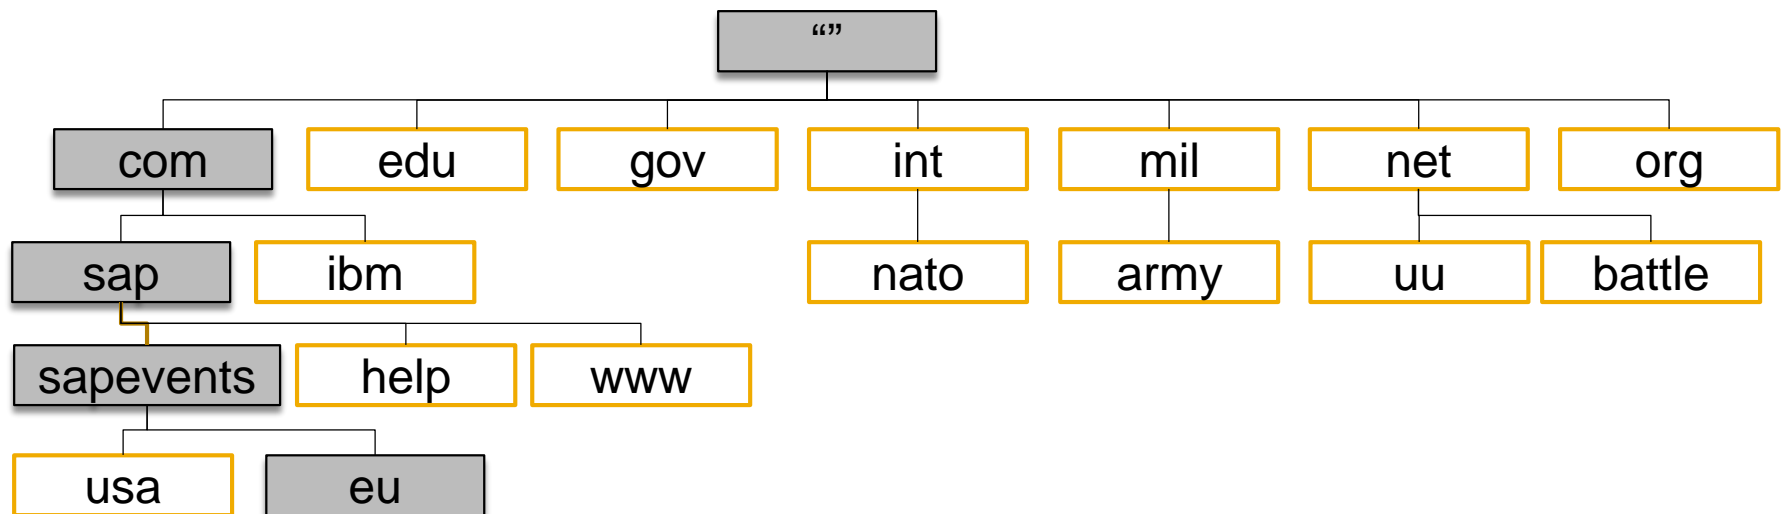 “”
com edu gov int mil net org
sap ibm nato army uu battle
sapevents help www
usa eu